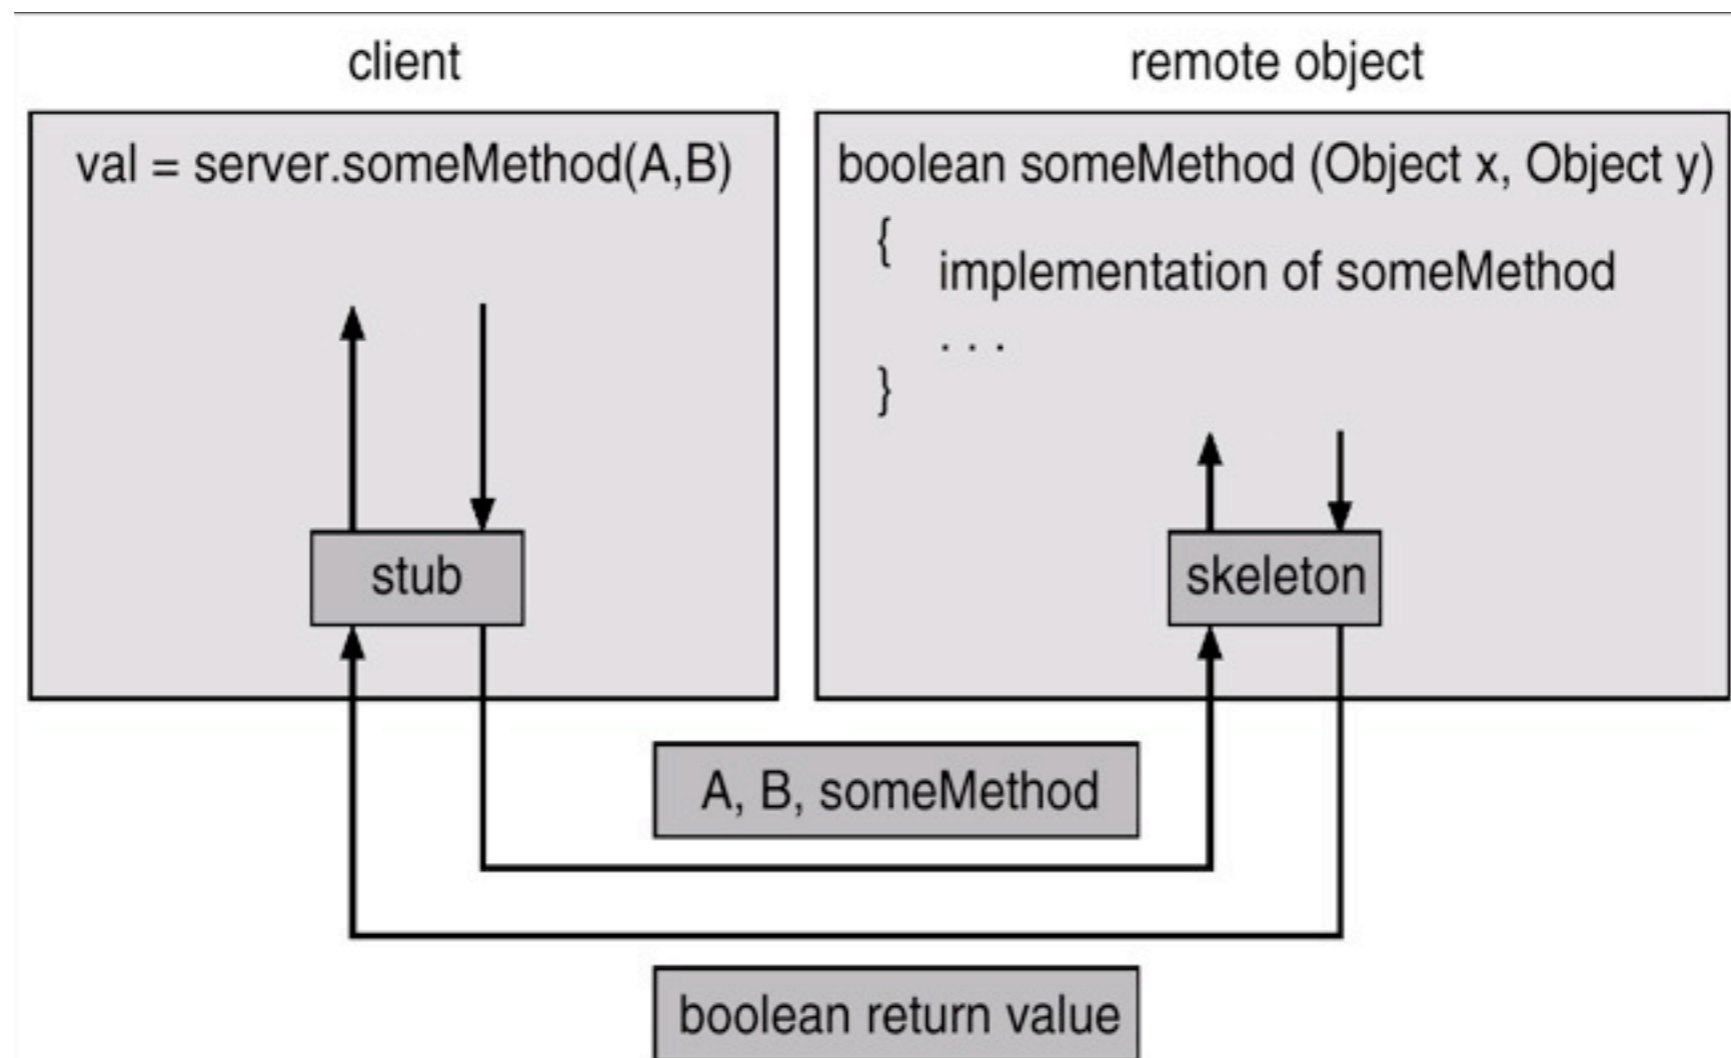 client
val = server.someMethod(A,B)
stub
remote object
boolean someMethod (Object x, Object y)
{
implementation of someMethod
. . .
}
skeleton
A, B, someMethod
boolean return value